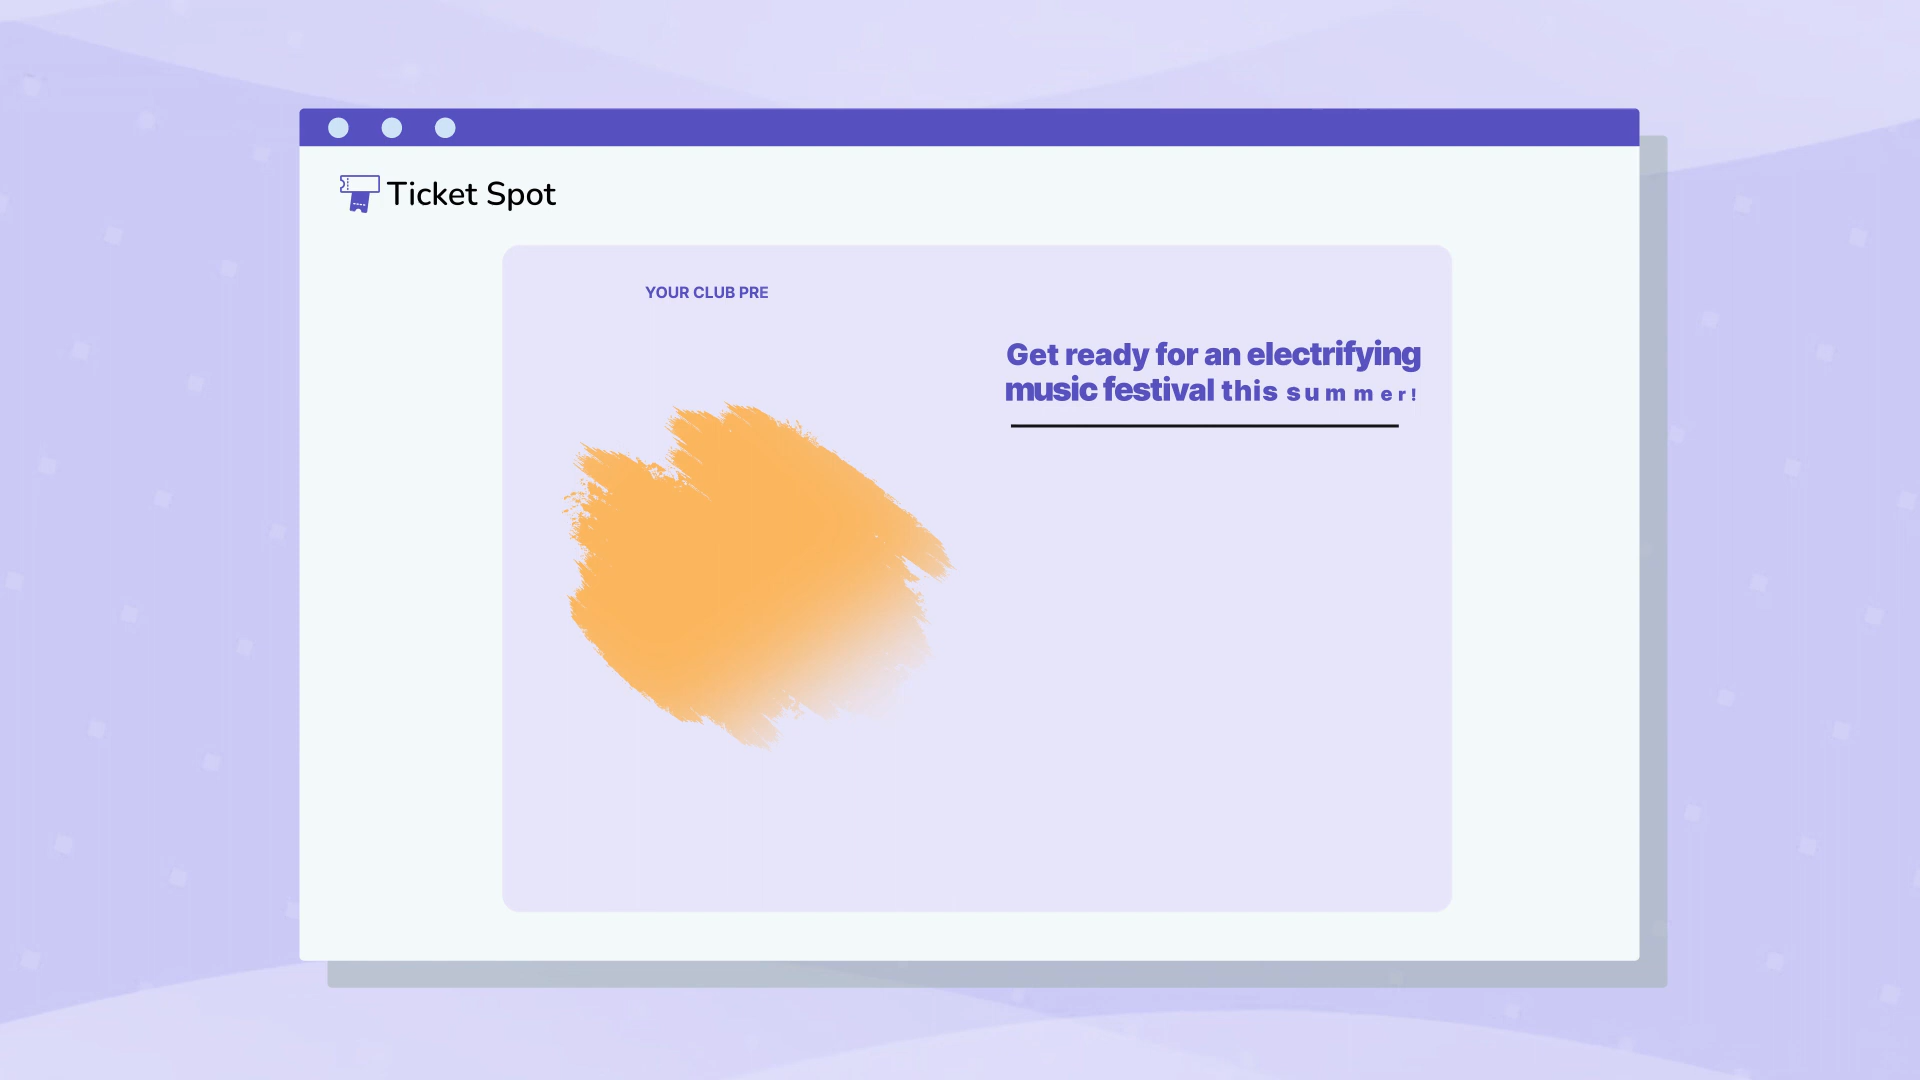 Ticket Spot
YOUR CLUB PRE
Get ready for an electrifying
music festival this summer!